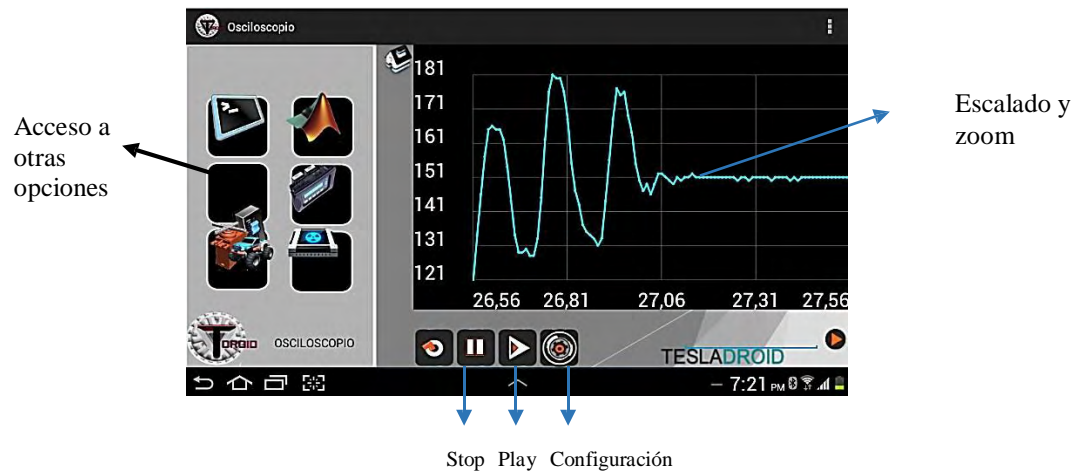 Osciloscopio
Acceso a
otras
opciones
>_
181
171
161
151
141
131
121
26,56 26,81 27,06 27,31 27,56
Escalado y
zoom
TOROID OSCILOSCOPIO
TESLADROID
7:21 PM
Stop Play Configuración